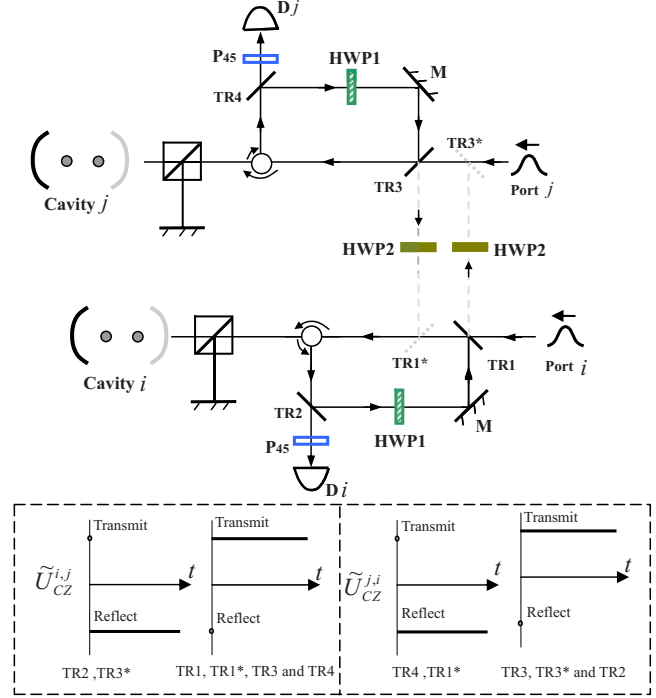 D j
P45
HWP1
M
TR4
TR3*
TR3
Port j
Cavity j
HWP2
HWP2
TR1*
TR1
Port i
Cavity i
TR2
HWP1
M
P45
D i
Transmit
Transmit
Transmit
Transmit
Ũ_CZ^{i,j}
t
t
Ũ_CZ^{j,i}
t
t
Reflect
Reflect
Reflect
Reflect
TR2 ,TR3*
TR1, TR1*, TR3 and TR4
TR4 ,TR1*
TR3, TR3* and TR2